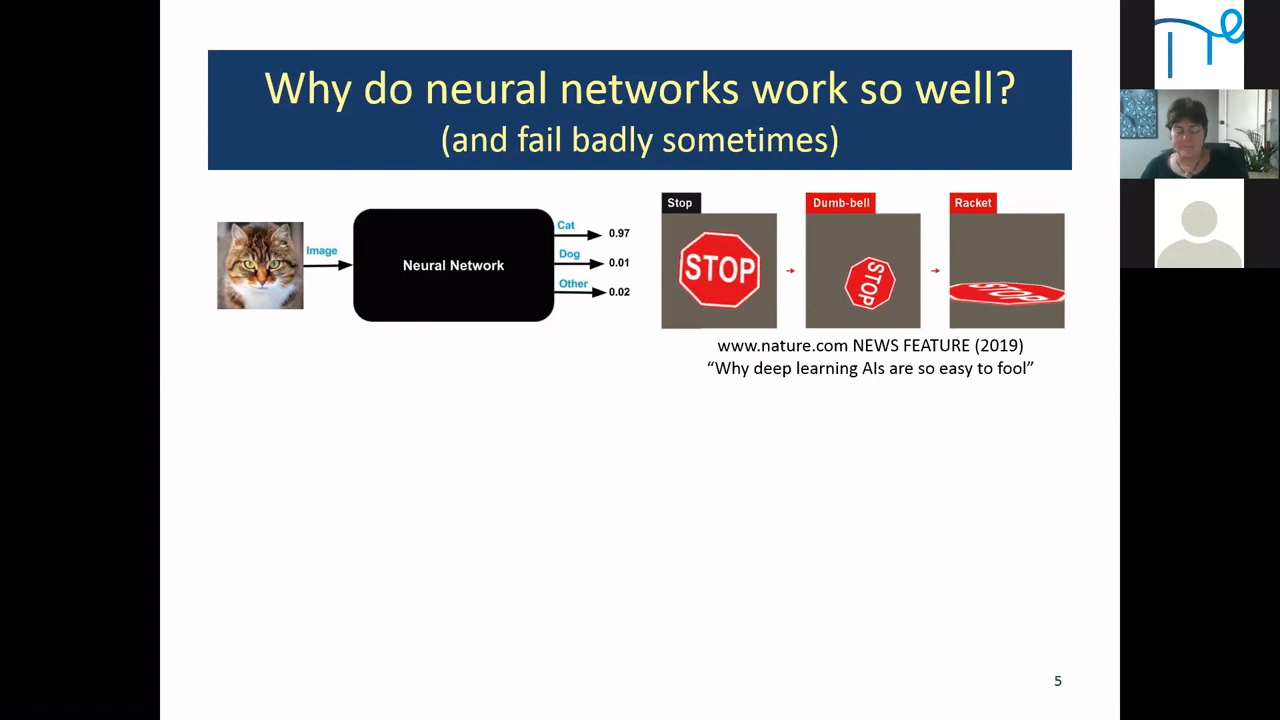 Why do neural networks work so well?
(and fail badly sometimes)
Image
Neural Network
Cat
0.97
Dog
0.01
Other
0.02
Stop
Dumb-bell
Racket
STOP
STOP
STOP
www.nature.com NEWS FEATURE (2019)
“Why deep learning AIs are so easy to fool”
5